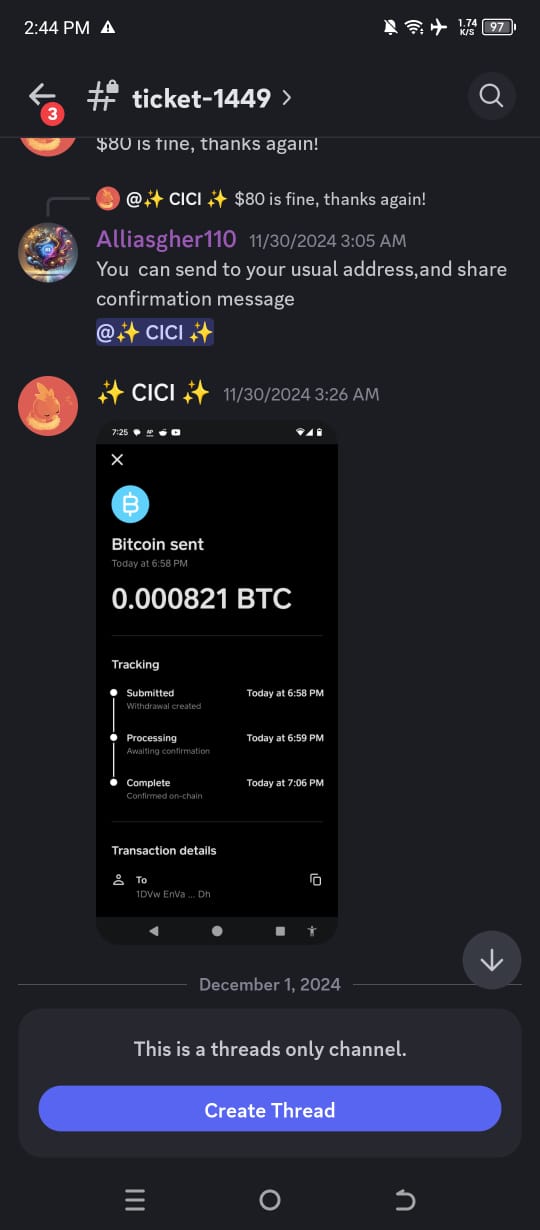 2:44 PM
1.74
K/S
97
3
ticket-1449
$80 is fine, thanks again!
@✨ CICI ✨ $80 is fine, thanks again!
Alliasgher110 11/30/2024 3:05 AM
You can send to your usual address,and share
confirmation message
@✨ CICI ✨
✨ CICI ✨ 11/30/2024 3:26 AM
7:25
Bitcoin sent
Today at 6:58 PM
0.000821 BTC
Tracking
Submitted Today at 6:58 PM
Withdrawal created
Processing Today at 6:59 PM
Awaiting confirmation
Complete Today at 7:06 PM
Confirmed on-chain
Transaction details
To
1DVw EnVa ... Dh
December 1, 2024
This is a threads only channel.
Create Thread